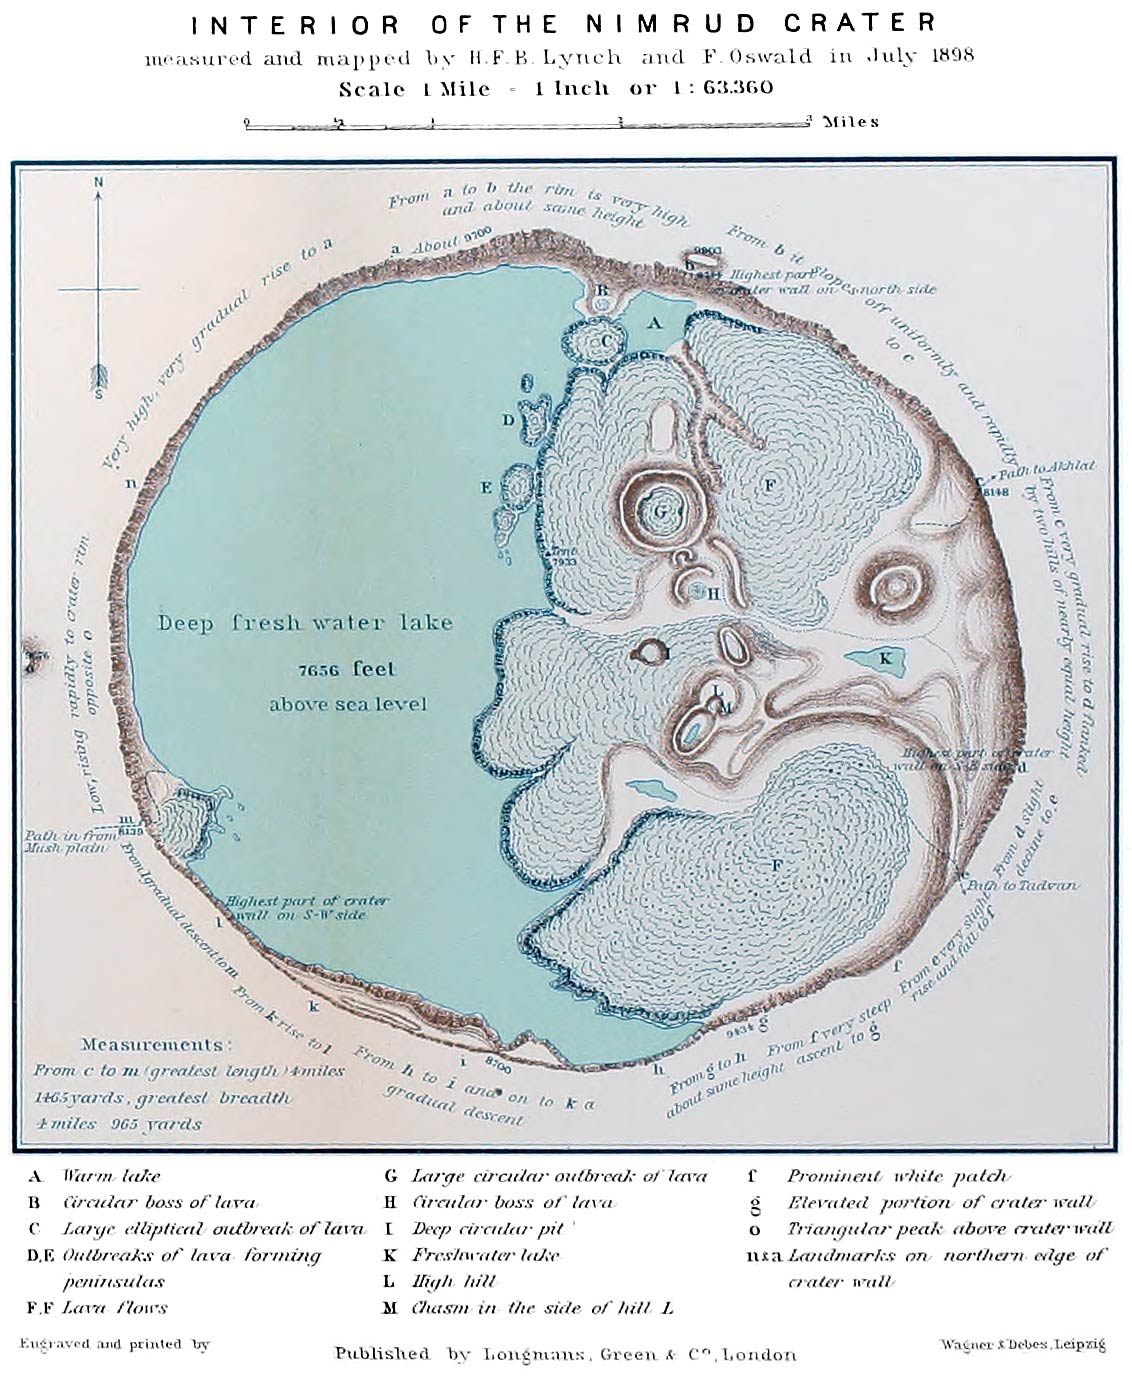 INTERIOR OF THE NIMRUD CRATER
measured and mapped by H.F.B. Lynch and F. Oswald in July 1898
Scale 1 Mile = 1 Inch or 1 : 63.360
0 ½ 1 2 3 Miles
N
S
From a to b the rim is very high
and about same height
a About 9700
Very high, very gradual rise to a
9903
b
Highest part
crater wall on north side
From b it slopes off uniformly and rapidly
to c
B
A
C
D
E
n
F
G
Tent
7933
H
c
Path to Akhlat
8148
From c very gradual rise to d flanked
by two hills of nearly equal height
Deep fresh water lake
7656 feet
above sea level
I
K
L
M
o
Low, rising rapidly to crater rim
opposite o
Highest part of crater
wall on S-E side
d
From d slight
decline to e
m
8139
Path in from
Mush plain
F
e
Path to Tadvan
From l gradual descent to m
Highest part of crater
wall on S-W side
l
From e very slight
rise and fall to f
f
k
From k rise to l
9434 g
From f very steep
ascent to g
i
8700
h
From g to h
about same height
From h to i and on to k a
gradual descent
Measurements:
From c to m (greatest length) 4 miles
1465 yards, greatest breadth
4 miles 965 yards
A Warm lake
B Circular boss of lava
C Large elliptical outbreak of lava
D,E Outbreaks of lava forming
peninsulas
F.F Lava flows
G Large circular outbreak of lava
H Circular boss of lava
I Deep circular pit
K Freshwater lake
L High hill
M Chasm in the side of hill L
f Prominent white patch
g Elevated portion of crater wall
o Triangular peak above crater wall
n&a Landmarks on northern edge of
crater wall
Engraved and printed by
Published by Longmans, Green & Co, London
Wagner & Debes, Leipzig